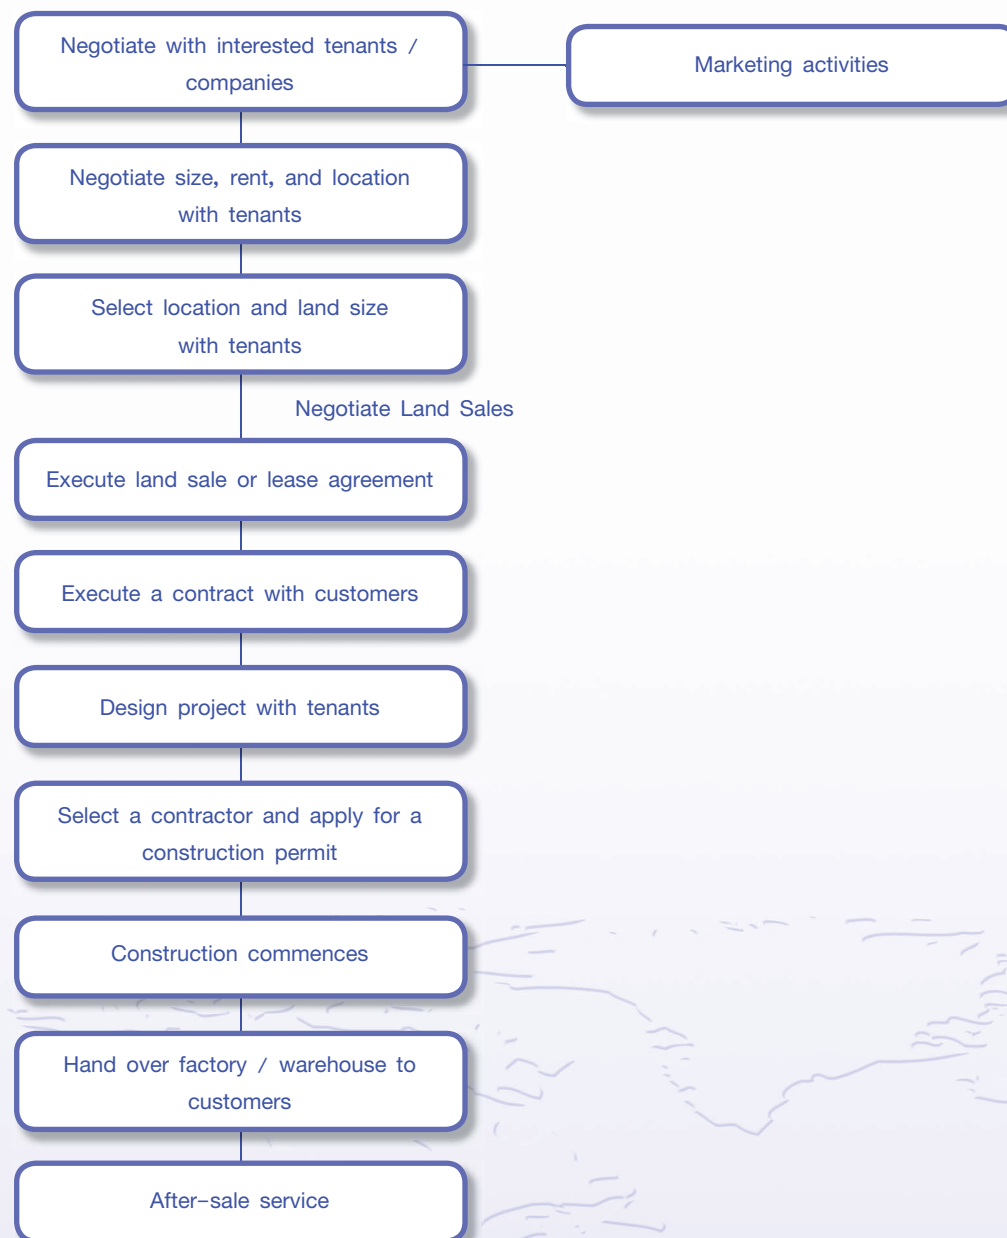 Negotiate with interested tenants /
companies
Marketing activities
Negotiate size, rent, and location
with tenants
Select location and land size
with tenants
Negotiate Land Sales
Execute land sale or lease agreement
Execute a contract with customers
Design project with tenants
Select a contractor and apply for a
construction permit
Construction commences
Hand over factory / warehouse to
customers
After-sale service